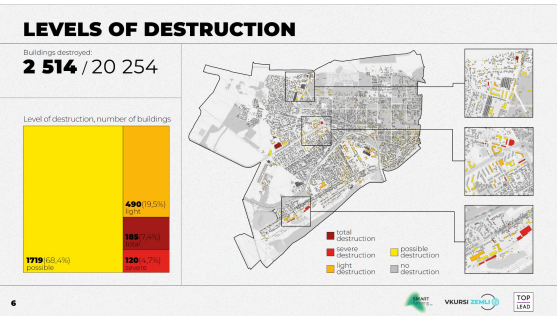 LEVELS OF DESTRUCTION
Buildings destroyed:
2 514 / 20 254
Level of destruction, number of buildings
490(19,5%)
light
185(7,4%)
total
1719(68,4%)
possible
120(4,7%)
severe
total
destruction
severe
destruction
light
destruction
possible
destruction
no
destruction
6
SMART
VKURSI ZEMLI
TOP
LEAD